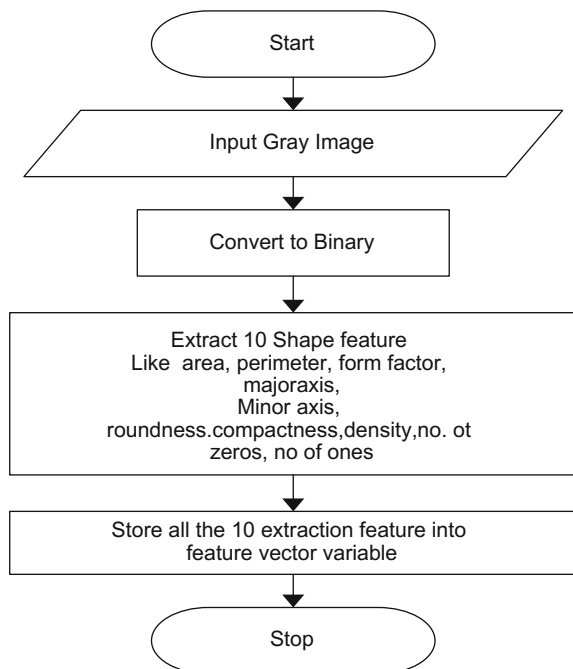 Start
Input Gray Image
Convert to Binary
Extract 10 Shape feature
Like area, perimeter, form factor,
majoraxis,
Minor axis,
roundness.compactness,density,no. ot
zeros, no of ones
Store all the 10 extraction feature into
feature vector variable
Stop